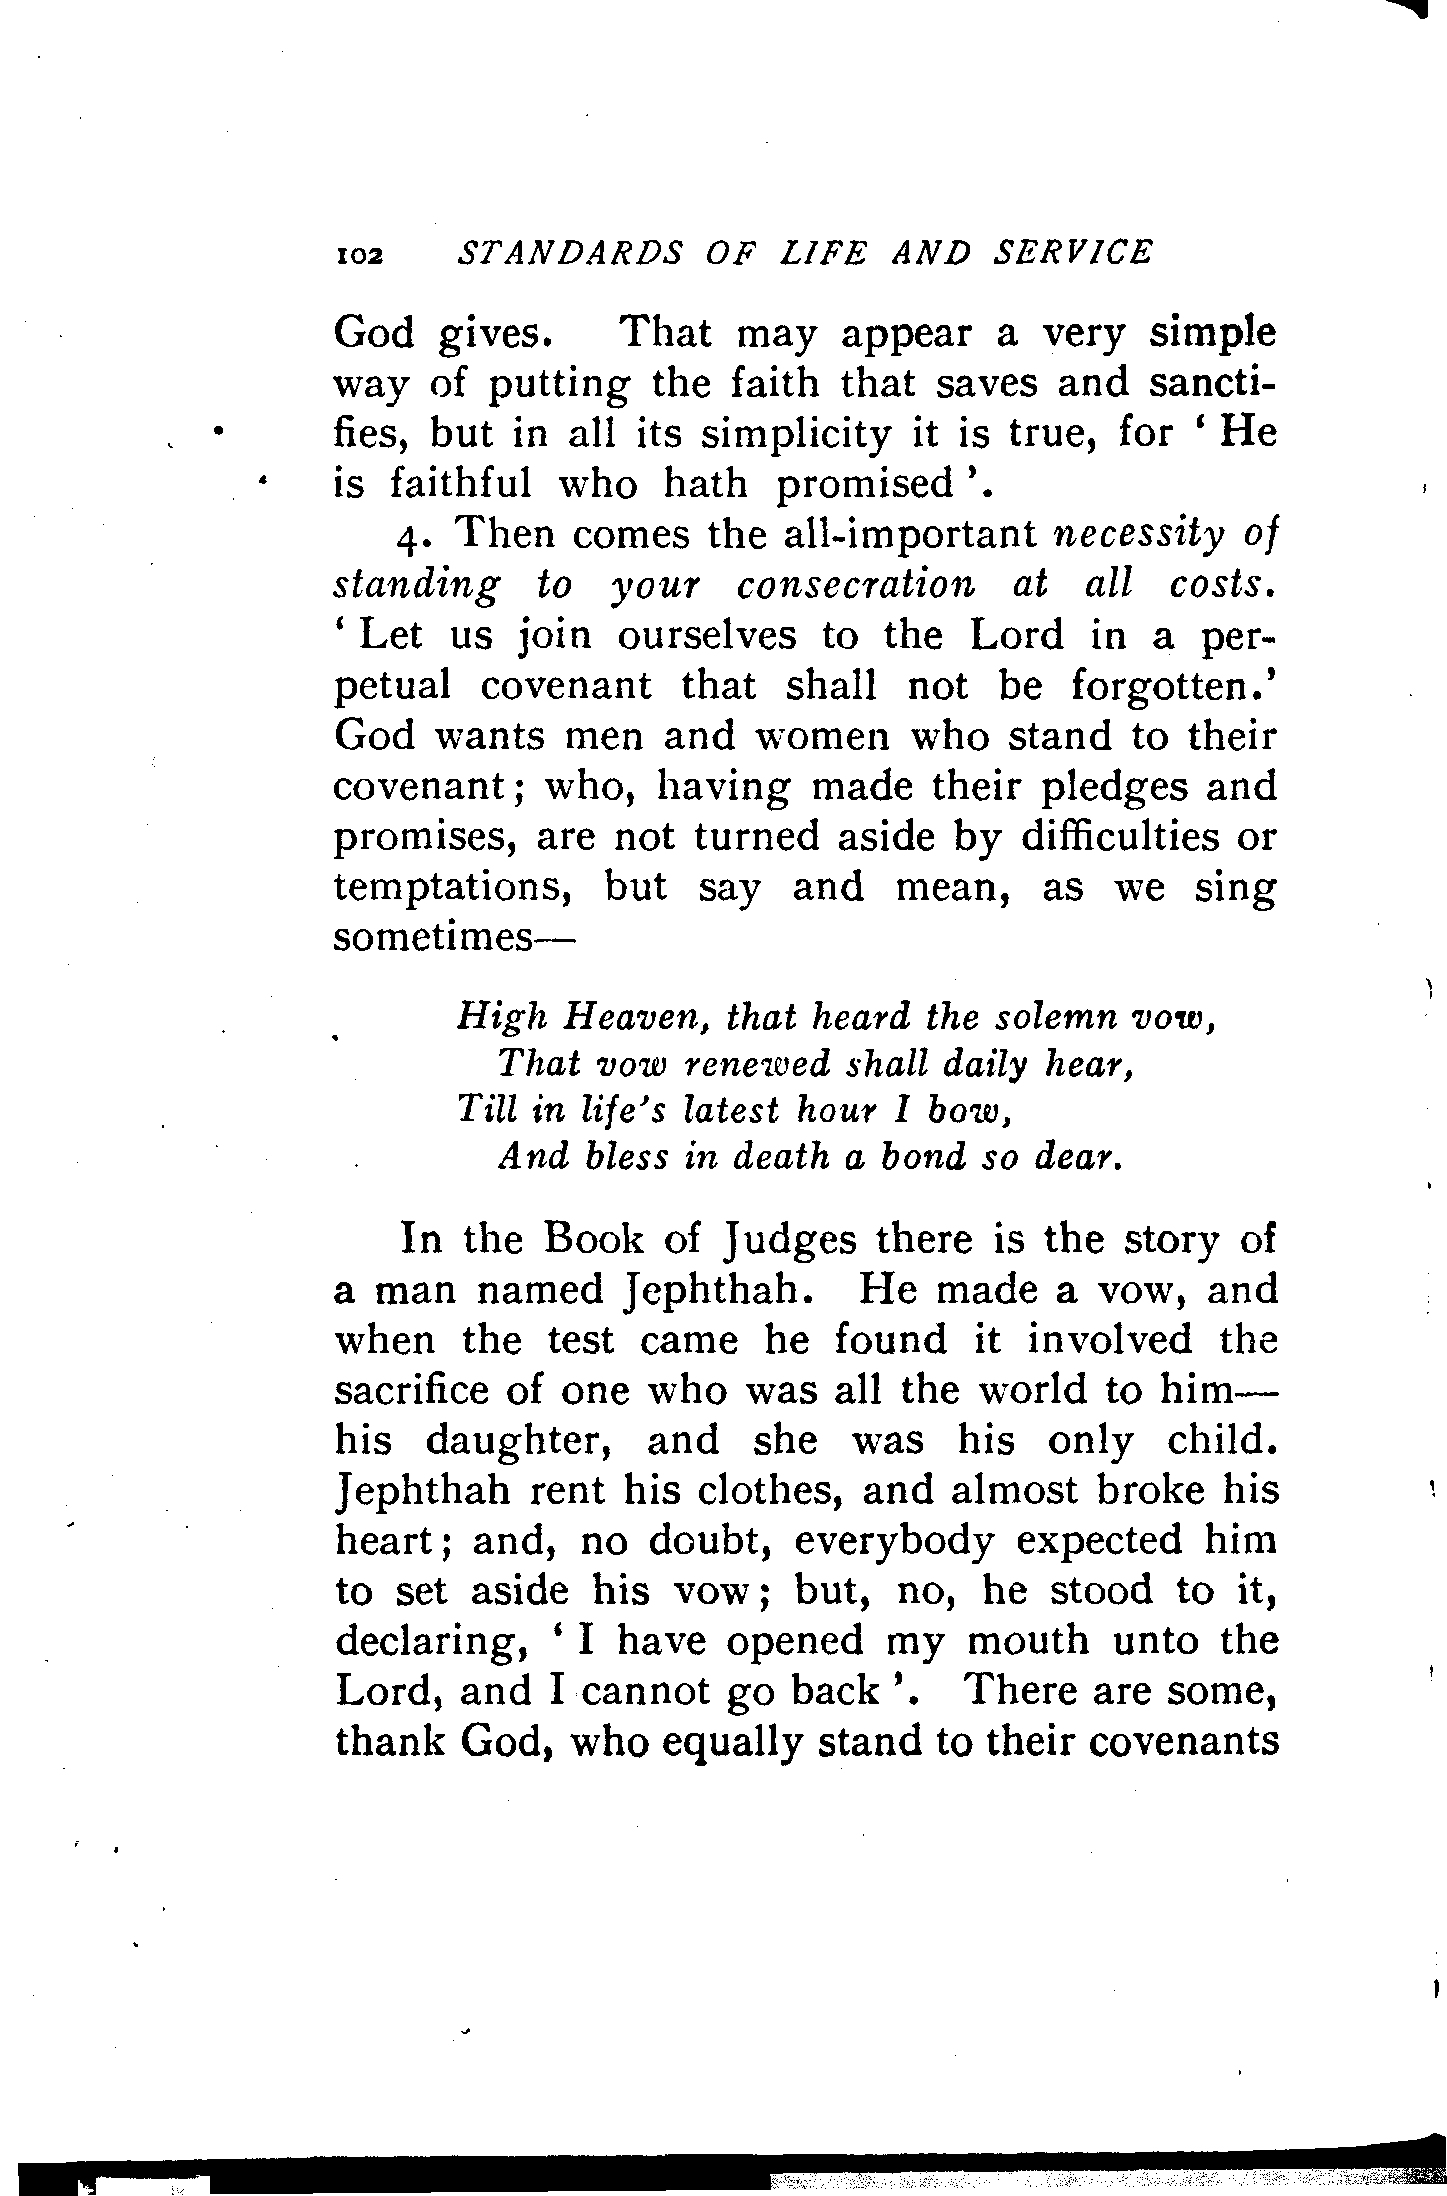 102 STANDARDS OF LIFE AND SERVICE
God gives. That may appear a very simple
way of putting the faith that saves and sancti-
fies, but in all its simplicity it is true, for ‘ He
is faithful who hath promised ’.
4. Then comes the all-important necessity of
standing to your consecration at all costs.
‘ Let us join ourselves to the Lord in a per-
petual covenant that shall not be forgotten.’
God wants men and women who stand to their
covenant; who, having made their pledges and
promises, are not turned aside by difficulties or
temptations, but say and mean, as we sing
sometimes—
High Heaven, that heard the solemn vow,
That vow renewed shall daily hear,
Till in life's latest hour I bow,
And bless in death a bond so dear.
In the Book of Judges there is the story of
a man named Jephthah. He made a vow, and
when the test came he found it involved the
sacrifice of one who was all the world to him—
his daughter, and she was his only child.
Jephthah rent his clothes, and almost broke his
heart; and, no doubt, everybody expected him
to set aside his vow; but, no, he stood to it,
declaring, ‘ I have opened my mouth unto the
Lord, and I cannot go back ’. There are some,
thank God, who equally stand to their covenants